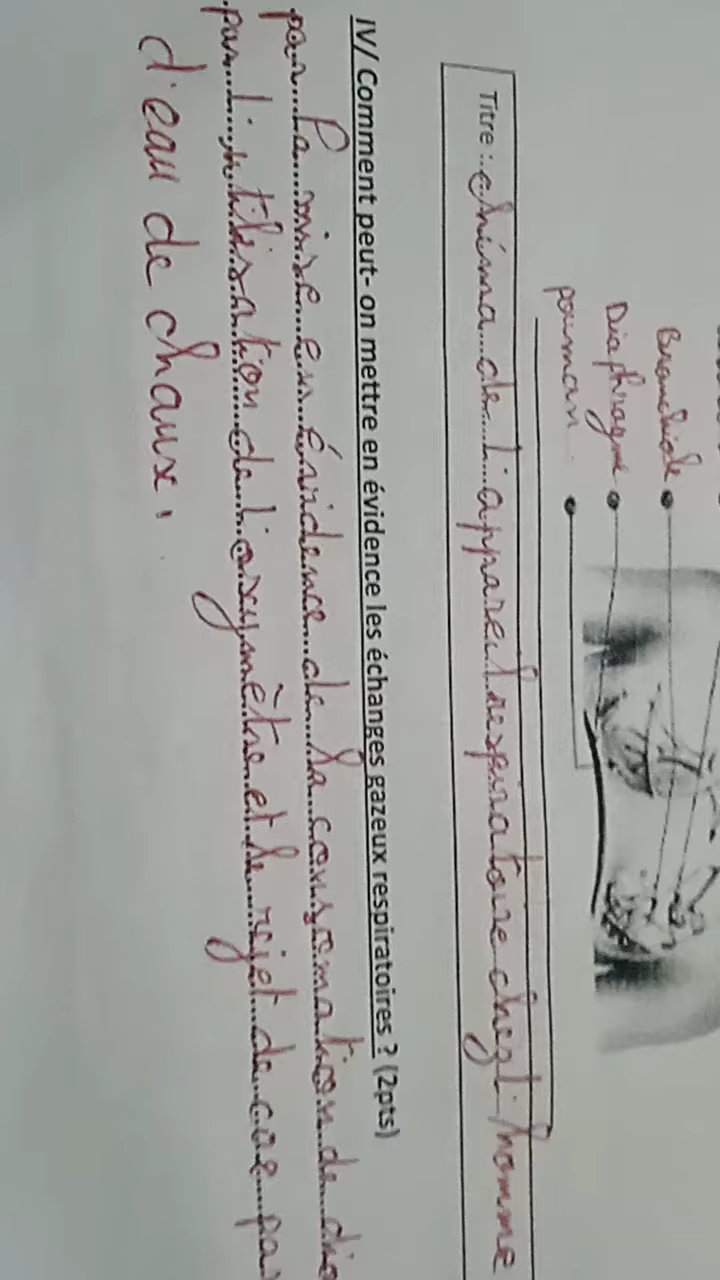 Bronchiole
Diaphragme
poumon
Titre : chéma de l'appareil respiratoire chez l'homme
IV/ Comment peut- on mettre en évidence les échanges gazeux respiratoires ? (2pts)
par la mise en évidence de la consomation de dio
par l'utilisation de l'oxymètre et le rejet de co2 par
d'eau de chaux.